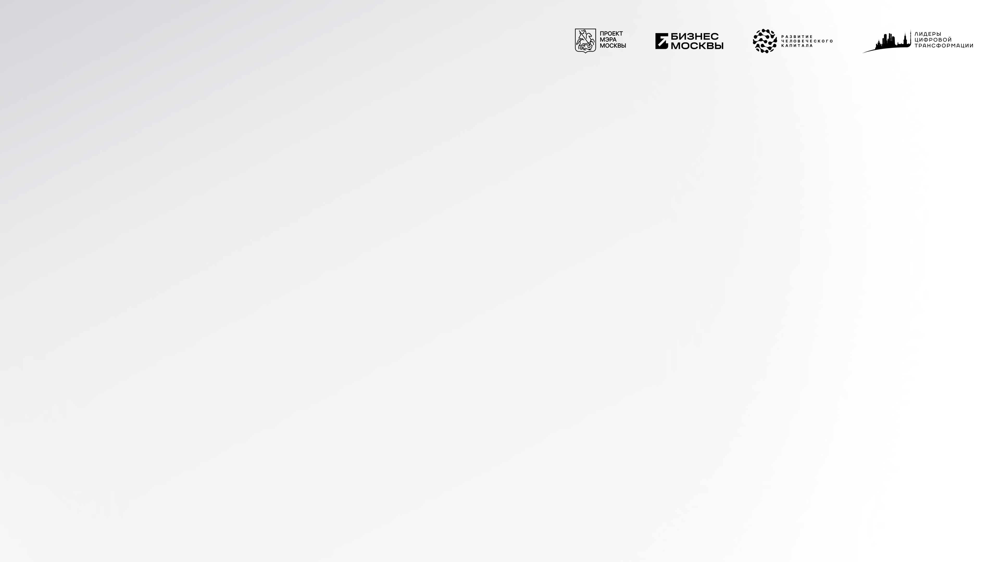 ПРОЕКТ
МЭРА
МОСКВЫ
БИЗНЕС
МОСКВЫ
РАЗВИТИЕ
ЧЕЛОВЕЧЕСКОГО
КАПИТАЛА
ЛИДЕРЫ
ЦИФРОВОЙ
ТРАНСФОРМАЦИИ